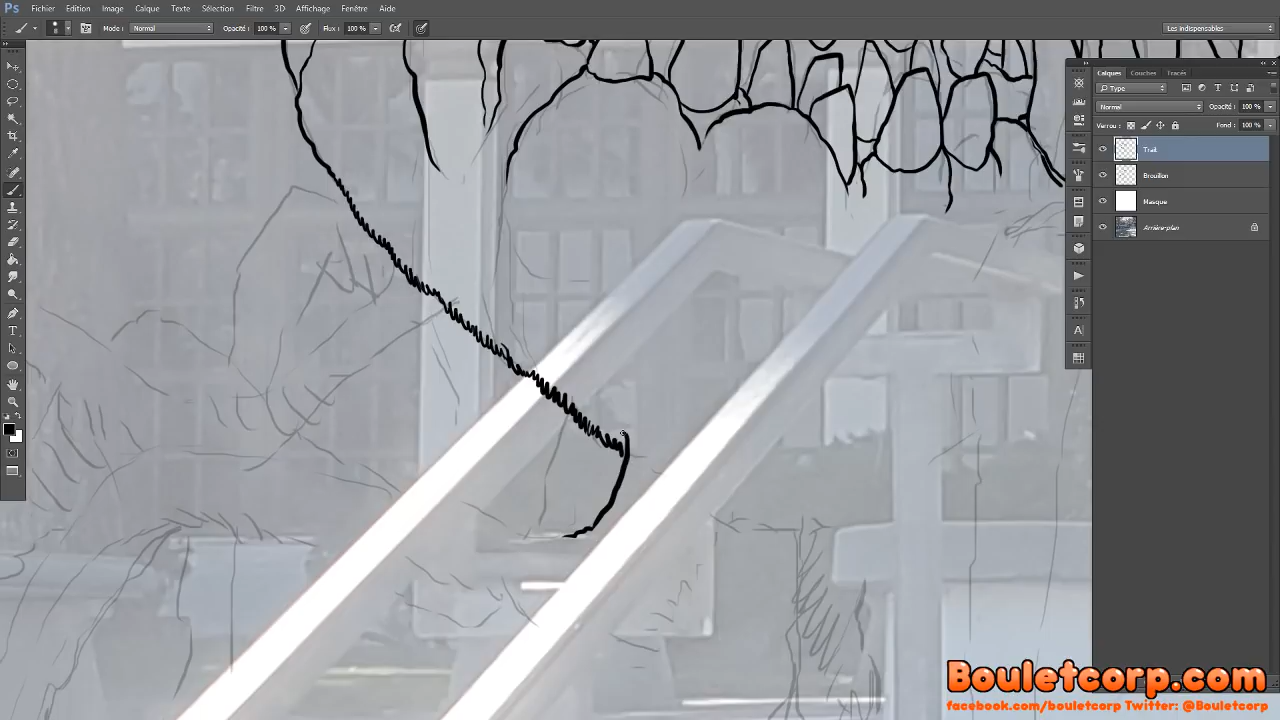 Ps Fichier Edition Image Calque Texte Sélection Filtre 3D Affichage Fenêtre Aide
Mode : Normal Opacité : 100 % Flux : 100 % Les indispensables
Calques Couches Tracés
Type
Normal Opacité : 100 %
Verrou : Fond : 100 %
Trait
Brouillon
Masque
Arrière-plan
Bouletcorp.com
facebook.com/bouletcorp Twitter: @Bouletcorp